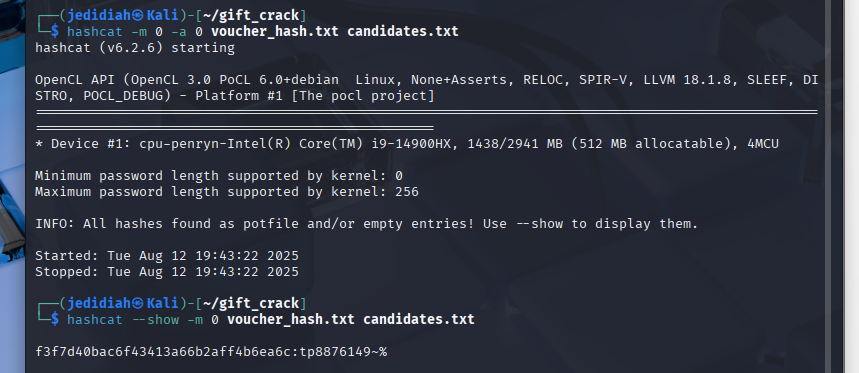 ┌──(jedidiah㉿Kali)-[~/gift_crack]
└─$ hashcat -m 0 -a 0 voucher_hash.txt candidates.txt
hashcat (v6.2.6) starting
OpenCL API (OpenCL 3.0 PoCL 6.0+debian  Linux, None+Asserts, RELOC, SPIR-V, LLVM 18.1.8, SLEEF, DI
STRO, POCL_DEBUG) - Platform #1 [The pocl project]
==================================================================================================
==================================================
* Device #1: cpu-penryn-Intel(R) Core(TM) i9-14900HX, 1438/2941 MB (512 MB allocatable), 4MCU
Minimum password length supported by kernel: 0
Maximum password length supported by kernel: 256
INFO: All hashes found as potfile and/or empty entries! Use --show to display them.
Started: Tue Aug 12 19:43:22 2025
Stopped: Tue Aug 12 19:43:22 2025
┌──(jedidiah㉿Kali)-[~/gift_crack]
└─$ hashcat --show -m 0 voucher_hash.txt candidates.txt
f3f7d40bac6f43413a66b2aff4b6ea6c:tp8876149~%